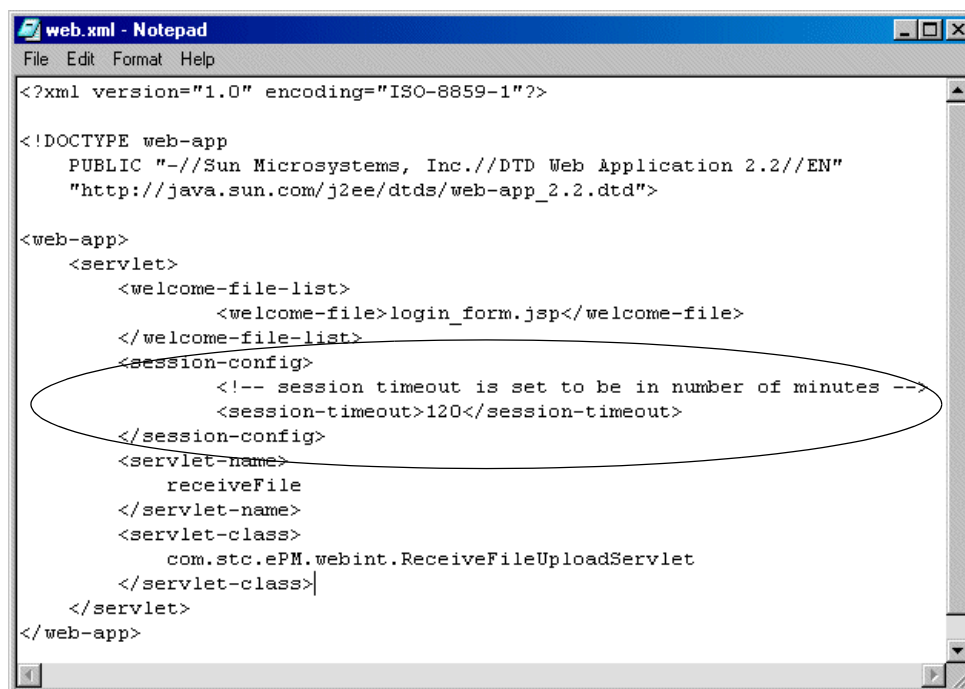 web.xml - Notepad
File Edit Format Help
<?xml version="1.0" encoding="ISO-8859-1"?>
<!DOCTYPE web-app
PUBLIC "-//Sun Microsystems, Inc.//DTD Web Application 2.2//EN"
"http://java.sun.com/j2ee/dtds/web-app_2.2.dtd">
<web-app>
<servlet>
<welcome-file-list>
<welcome-file>login_form.jsp</welcome-file>
</welcome-file-list>
<session-config>
<!-- session timeout is set to be in number of minutes -->
<session-timeout>120</session-timeout>
</session-config>
<servlet-name>
receiveFile
</servlet-name>
<servlet-class>
com.stc.ePM.webint.ReceiveFileUploadServlet
</servlet-class>
</servlet>
</web-app>